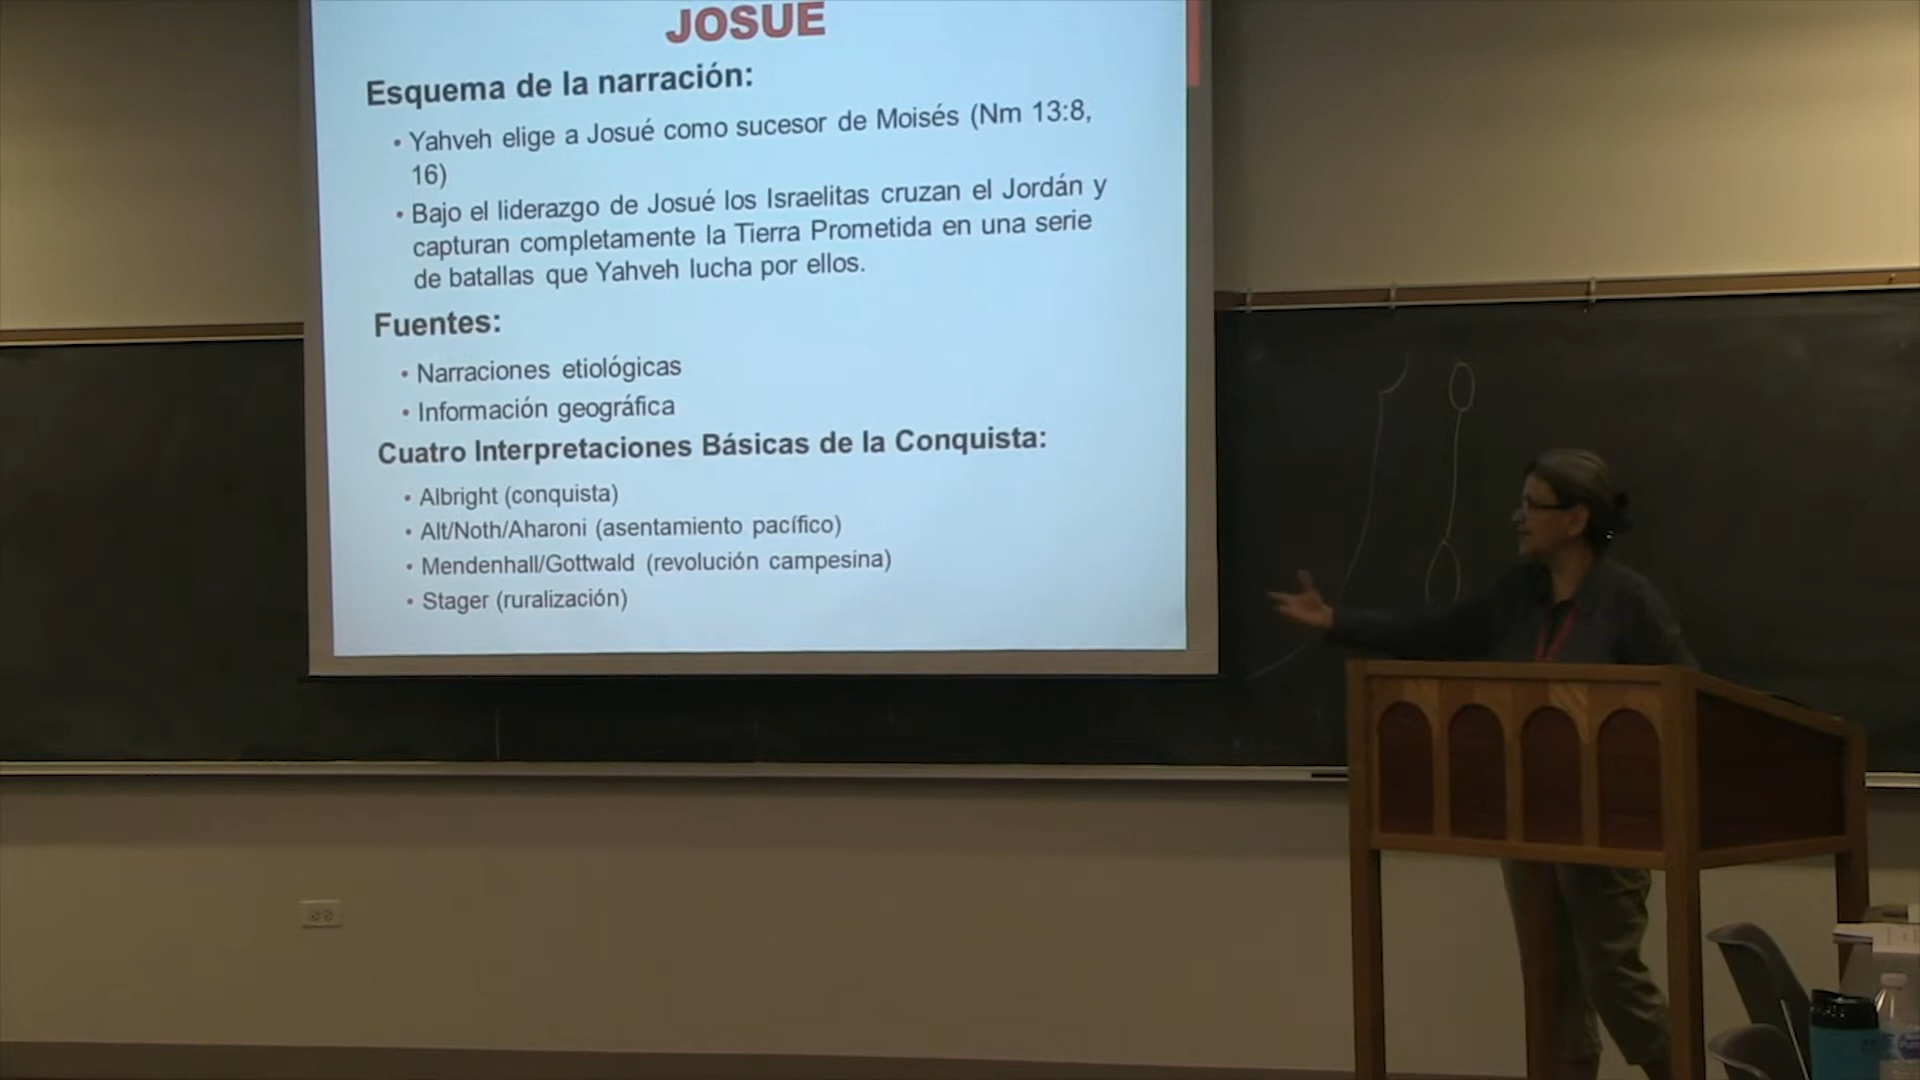 JOSUE
Esquema de la narración:
• Yahveh elige a Josué como sucesor de Moisés (Nm 13:8,
16)
• Bajo el liderazgo de Josué los Israelitas cruzan el Jordán y
capturan completamente la Tierra Prometida en una serie
de batallas que Yahveh lucha por ellos.
Fuentes:
• Narraciones etiológicas
• Información geográfica
Cuatro Interpretaciones Básicas de la Conquista:
• Albright (conquista)
• Alt/Noth/Aharoni (asentamiento pacífico)
• Mendenhall/Gottwald (revolución campesina)
• Stager (ruralización)